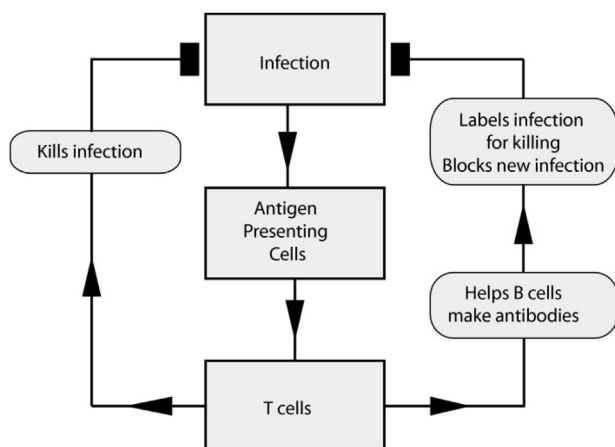 Infection
Kills infection
Labels infection
for killing
Blocks new infection
Antigen
Presenting
Cells
Helps B cells
make antibodies
T cells